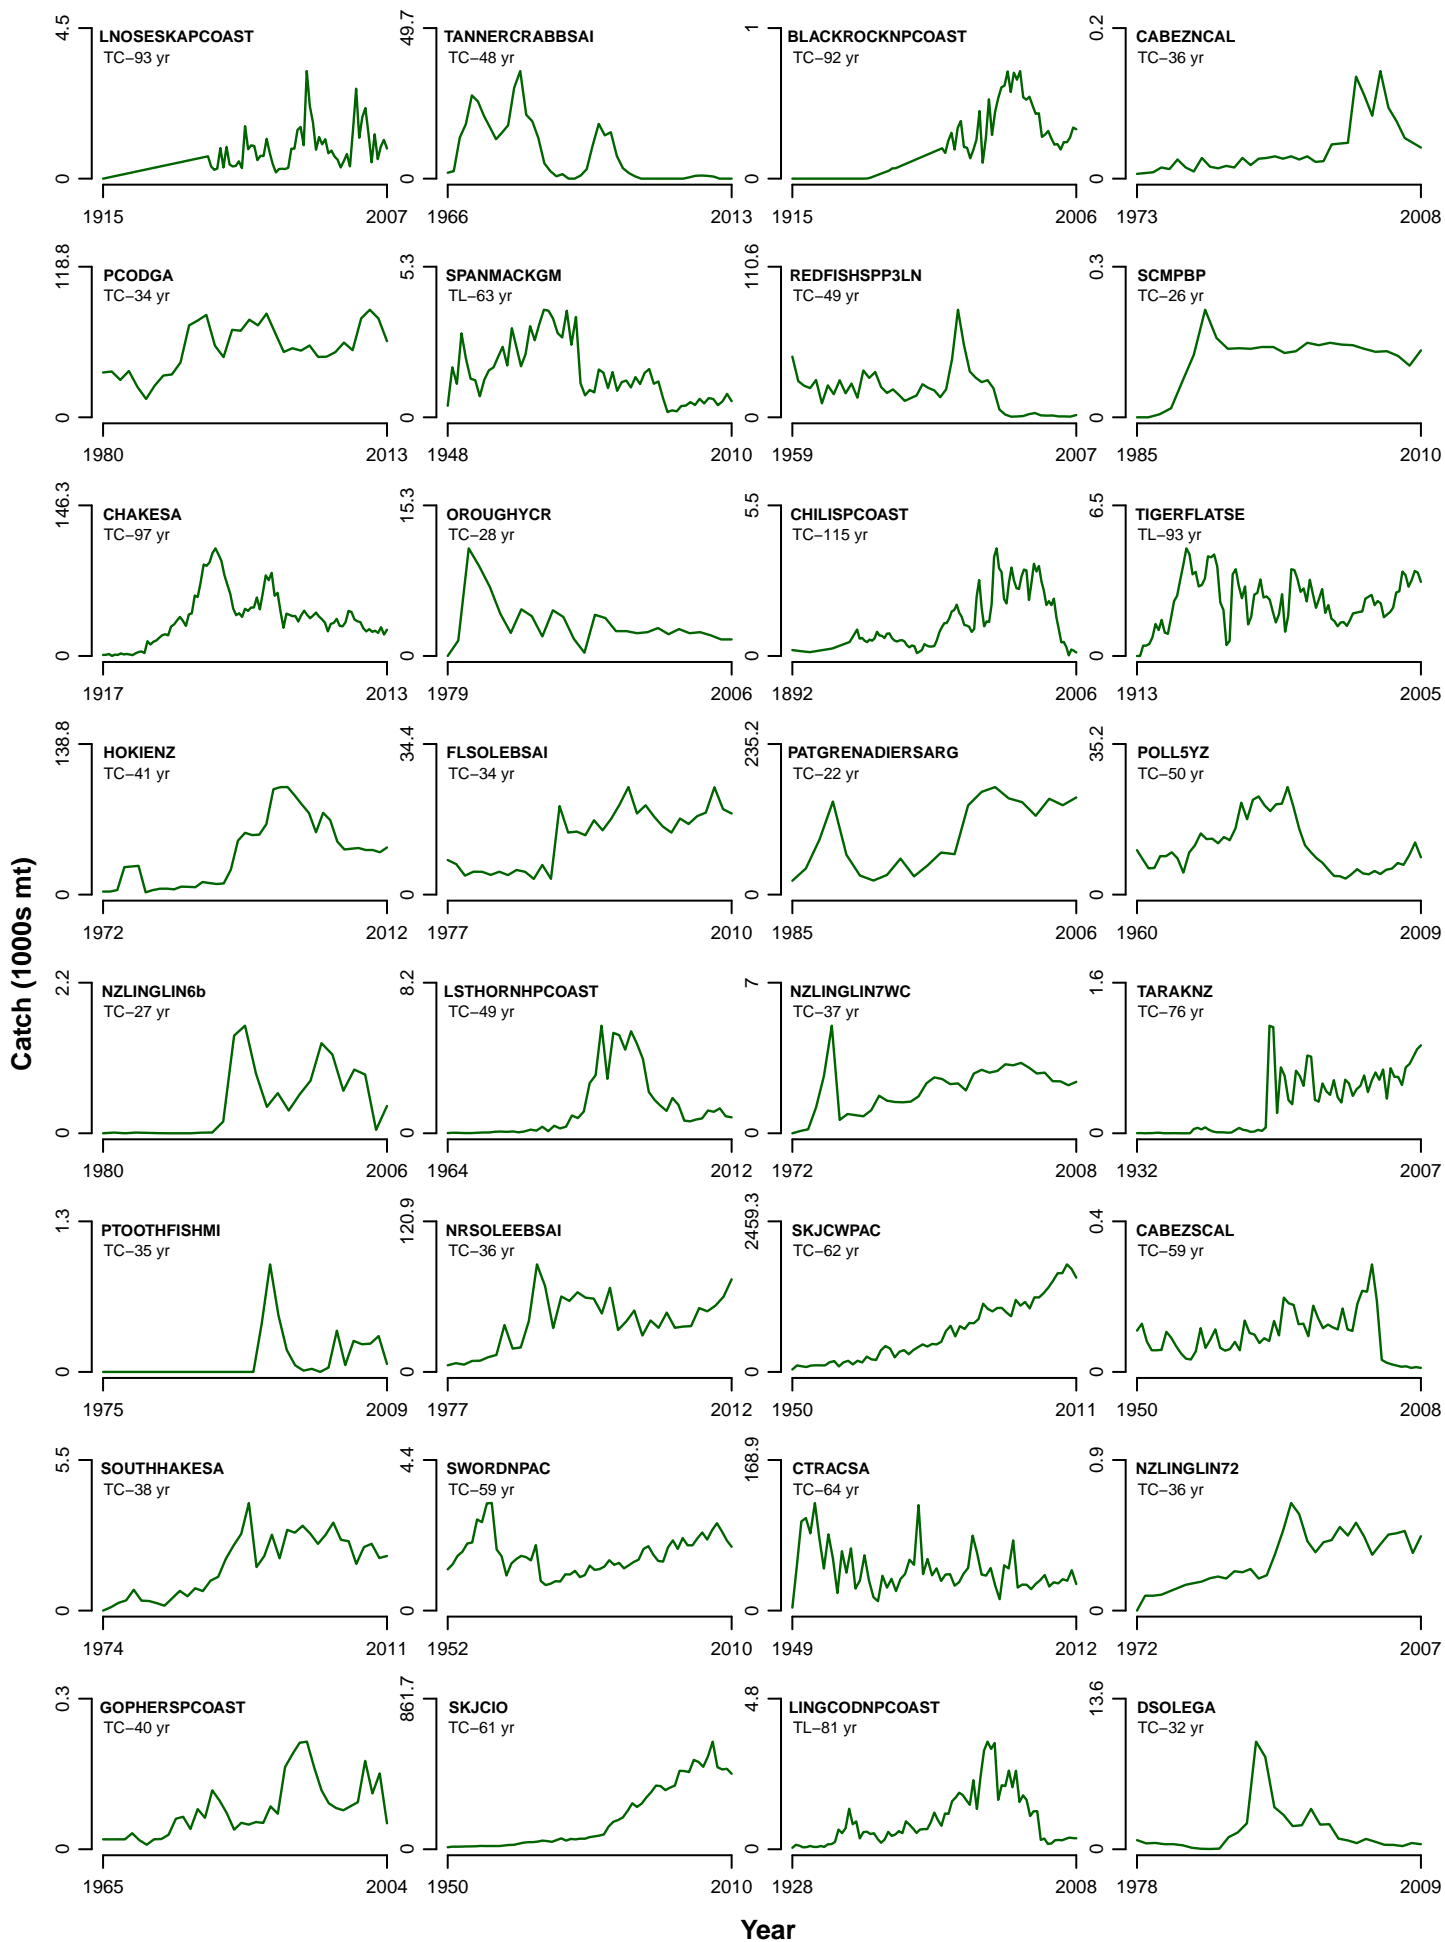 LNOSESKAPCOAST
TC−93 yr
4.5
0
1915
2007
TANNERCRABBSAI
TC−48 yr
49.7
0
1966
2013
BLACKROCKNPCOAST
TC−92 yr
1
0
1915
2006
CABEZNCAL
TC−36 yr
0.2
0
1973
2008
PCODGA
TC−34 yr
118.8
0
1980
2013
SPANMACKGM
TL−63 yr
5.3
0
1948
2010
REDFISHSPP3LN
TC−49 yr
110.6
0
1959
2007
SCMPBP
TC−26 yr
0.3
0
1985
2010
CHAKESA
TC−97 yr
146.3
0
1917
2013
OROUGHYCR
TC−28 yr
15.3
0
1979
2006
CHILISPCOAST
TC−115 yr
5.5
0
1892
2006
TIGERFLATSE
TL−93 yr
6.5
0
1913
2005
HOKIENZ
TC−41 yr
138.8
0
1972
2012
FLSOLEBSAI
TC−34 yr
34.4
0
1977
2010
PATGRENADIERSARG
TC−22 yr
235.2
0
1985
2006
POLL5YZ
TC−50 yr
35.2
0
1960
2009
NZLINGLIN6b
TC−27 yr
2.2
0
1980
2006
LSTHORNHPCOAST
TC−49 yr
8.2
0
1964
2012
NZLINGLIN7WC
TC−37 yr
7
0
1972
2008
TARAKNZ
TC−76 yr
1.6
0
1932
2007
PTOOTHFISHMI
TC−35 yr
1.3
0
1975
2009
NRSOLEEBSAI
TC−36 yr
120.9
0
1977
2012
SKJCWPAC
TC−62 yr
2459.3
0
1950
2011
CABEZSCAL
TC−59 yr
0.4
0
1950
2008
SOUTHHAKESA
TC−38 yr
5.5
0
1974
2011
SWORDNPAC
TC−59 yr
4.4
0
1952
2010
CTRACSA
TC−64 yr
168.9
0
1949
2012
NZLINGLIN72
TC−36 yr
0.9
0
1972
2007
GOPHERSPCOAST
TC−40 yr
0.3
0
1965
2004
SKJCIO
TC−61 yr
861.7
0
1950
2010
LINGCODNPCOAST
TL−81 yr
4.8
0
1928
2008
DSOLEGA
TC−32 yr
13.6
0
1978
2009
Catch (1000s mt)
Year